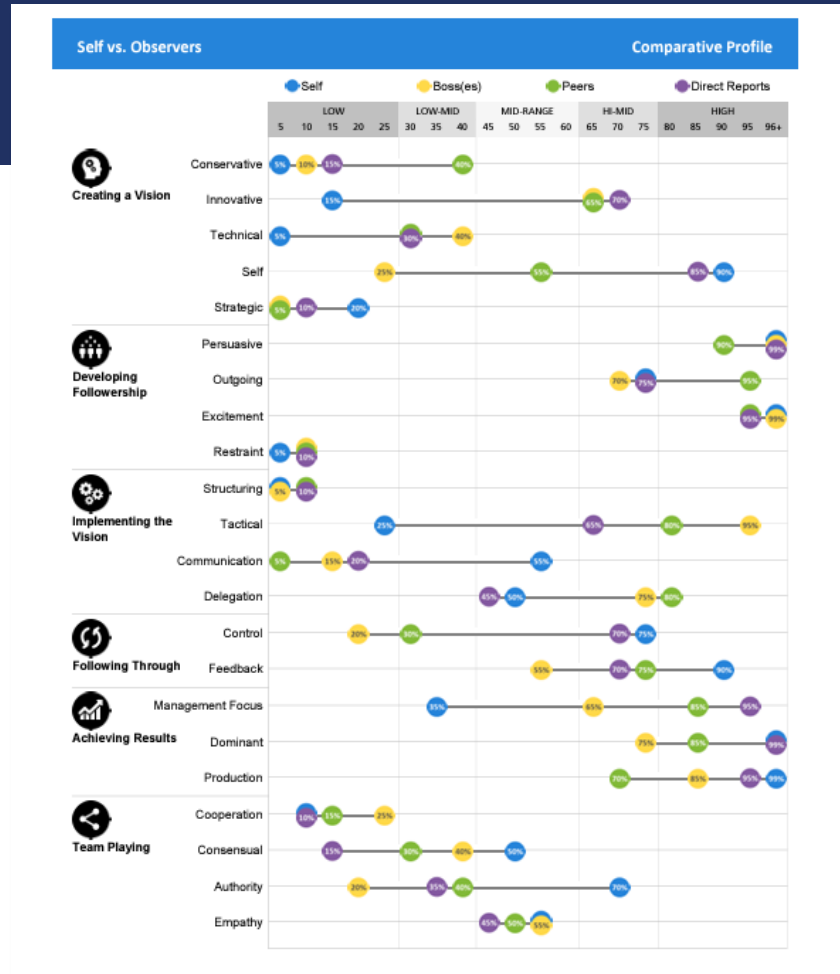 Self vs. Observers Comparative Profile
Self Boss(es) Peers Direct Reports
LOW LOW-MID MID-RANGE HI-MID HIGH
5 10 15 20 25 30 35 40 45 50 55 60 65 70 75 80 85 90 95 96+
Creating a Vision
Conservative 5% 10% 15% 40%
Innovative 15% 65% 70%
Technical 5% 30% 40%
Self 25% 55% 85% 90%
Strategic 5% 10% 20%
Developing
Followership
Persuasive 90% 99%
Outgoing 70% 75% 95%
Excitement 95% 99%
Restraint 5% 10%
Implementing the
Vision
Structuring 5% 10%
Tactical 25% 65% 80% 95%
Communication 5% 15% 20% 55%
Delegation 45% 50% 75% 80%
Following Through
Control 20% 30% 70% 75%
Feedback 55% 70% 75% 90%
Achieving Results
Management Focus 35% 65% 85% 95%
Dominant 75% 85% 99%
Production 70% 85% 95% 99%
Team Playing
Cooperation 10% 15% 25%
Consensual 15% 30% 40% 50%
Authority 20% 35% 40% 70%
Empathy 45% 50% 55%